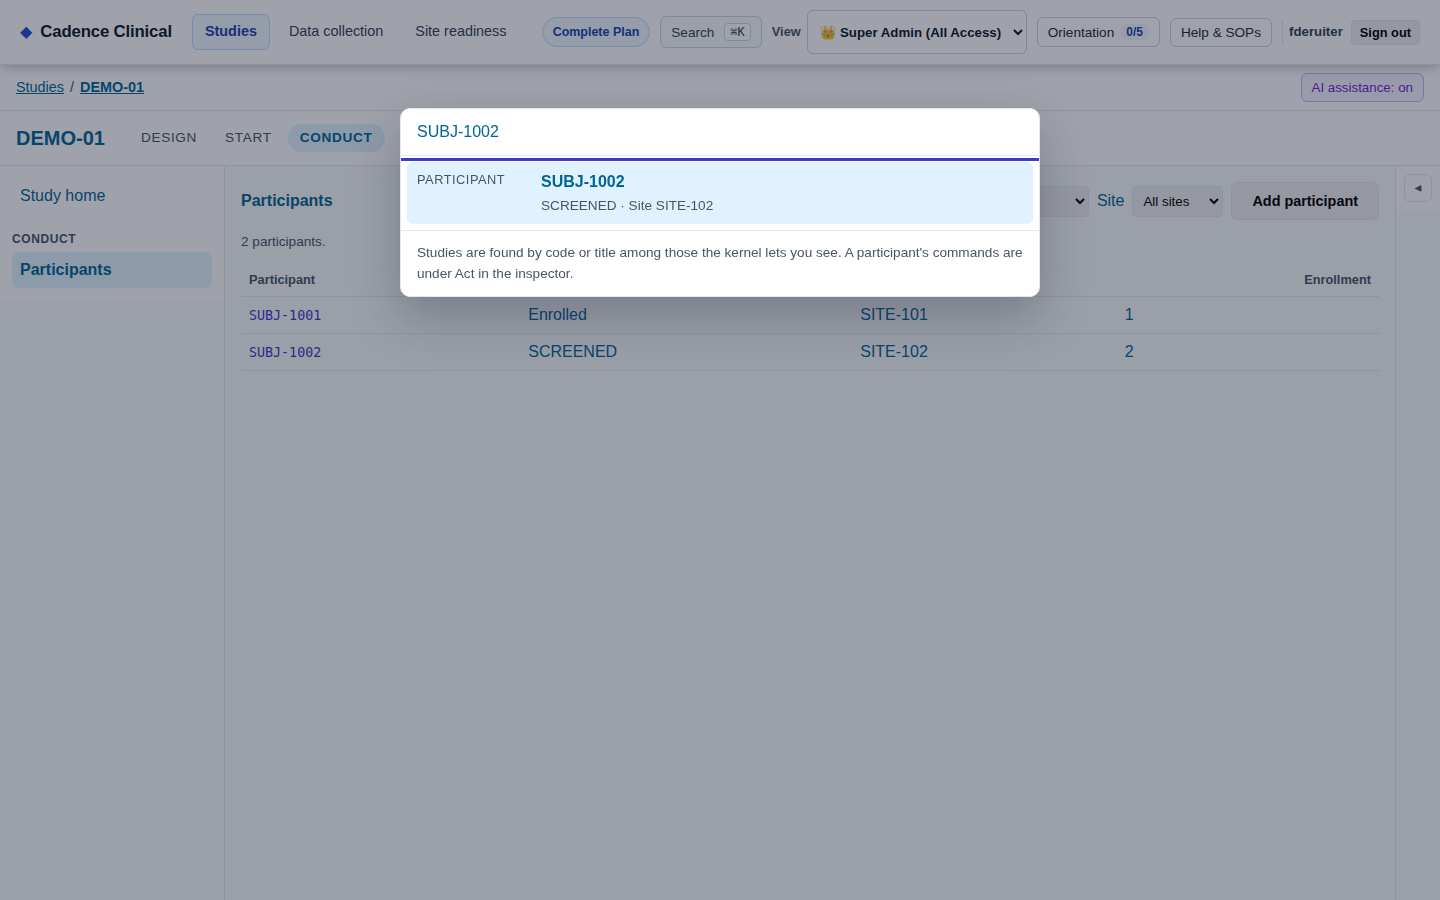 ◆ Cadence Clinical Studies Data collection Site readiness Complete Plan Search ⌘K View 👑 Super Admin (All Access) Orientation 0/5 Help & SOPs fderuiter Sign out
Studies / DEMO-01 AI assistance: on
DEMO-01 DESIGN START CONDUCT
SUBJ-1002
PARTICIPANT SUBJ-1002
SCREENED · Site SITE-102
Studies are found by code or title among those the kernel lets you see. A participant's commands are
under Act in the inspector.
Study home
CONDUCT
Participants
Participants Site All sites Add participant
2 participants.
Participant Enrollment
SUBJ-1001 Enrolled SITE-101 1
SUBJ-1002 SCREENED SITE-102 2